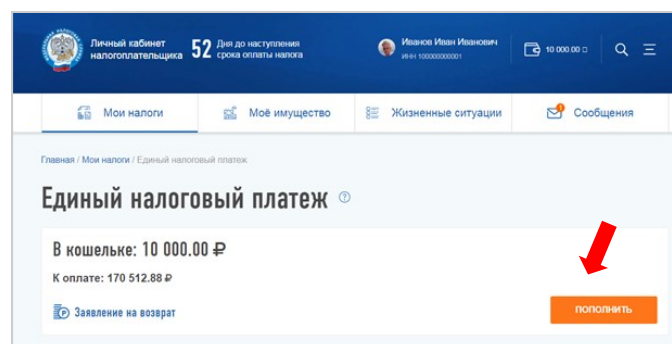 Личный кабинет
налогоплательщика
52 Дня до наступления
срока оплаты налога
Иванов Иван Иванович
ИНН 100000000001
10 000.00
Мои налоги
Моё имущество
Жизненные ситуации
Сообщения
Главная / Мои налоги / Единый налоговый платеж
Единый налоговый платеж ?
В кошельке: 10 000.00 ₽
К оплате: 170 512.88 ₽
Заявление на возврат
ПОПОЛНИТЬ